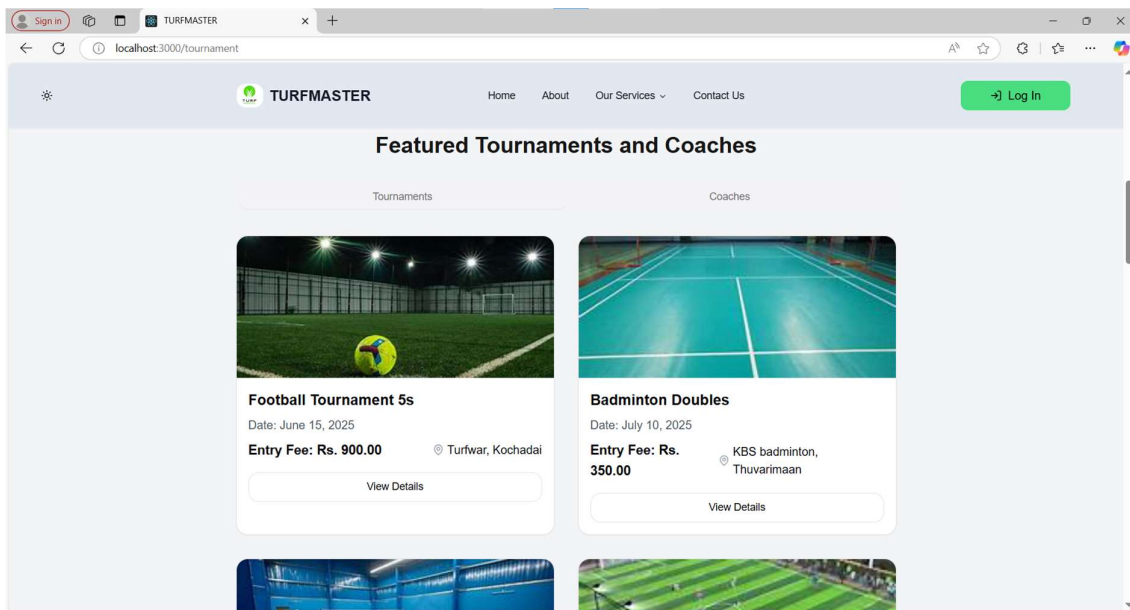 Sign in
TURFMASTER
localhost:3000/tournament
TURF
TURFMASTER
Home
About
Our Services
Contact Us
Log In
Featured Tournaments and Coaches
Tournaments
Coaches
Football Tournament 5s
Date: June 15, 2025
Entry Fee: Rs. 900.00
Turfwar, Kochadai
View Details
Badminton Doubles
Date: July 10, 2025
Entry Fee: Rs.
350.00
KBS badminton,
Thuvarimaan
View Details